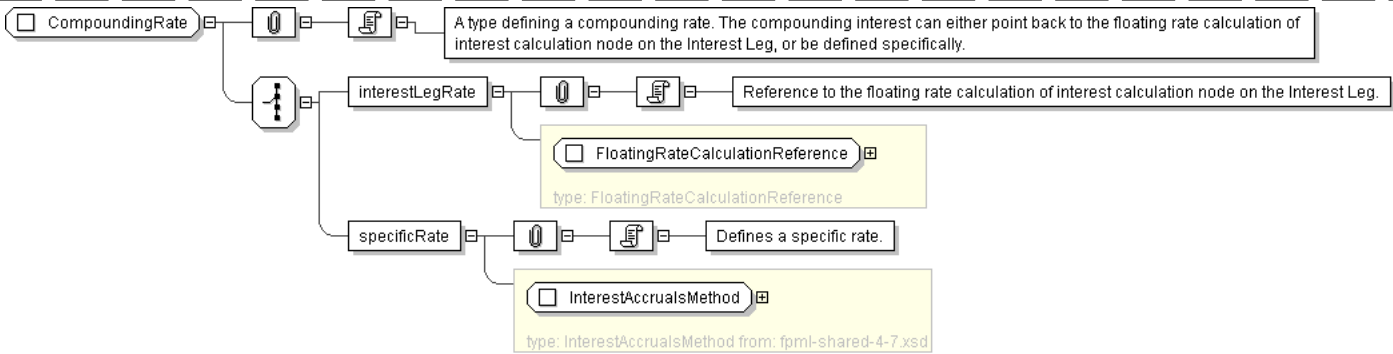 CompoundingRate
A type defining a compounding rate. The compounding interest can either point back to the floating rate calculation of
interest calculation node on the Interest Leg, or be defined specifically.
interestLegRate
Reference to the floating rate calculation of interest calculation node on the Interest Leg.
FloatingRateCalculationReference
type: FloatingRateCalculationReference
specificRate
Defines a specific rate.
InterestAccrualsMethod
type: InterestAccrualsMethod from: fpml-shared-4-7.xsd